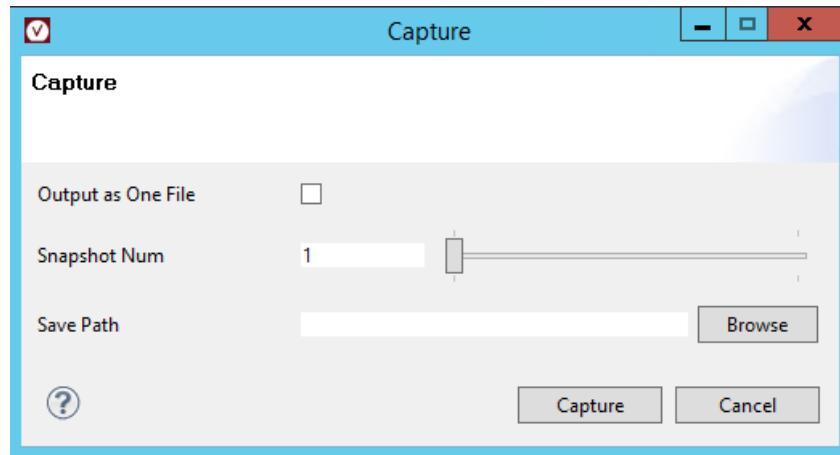 Capture
Capture
Output as One File
Snapshot Num 1
Save Path Browse
? Capture Cancel